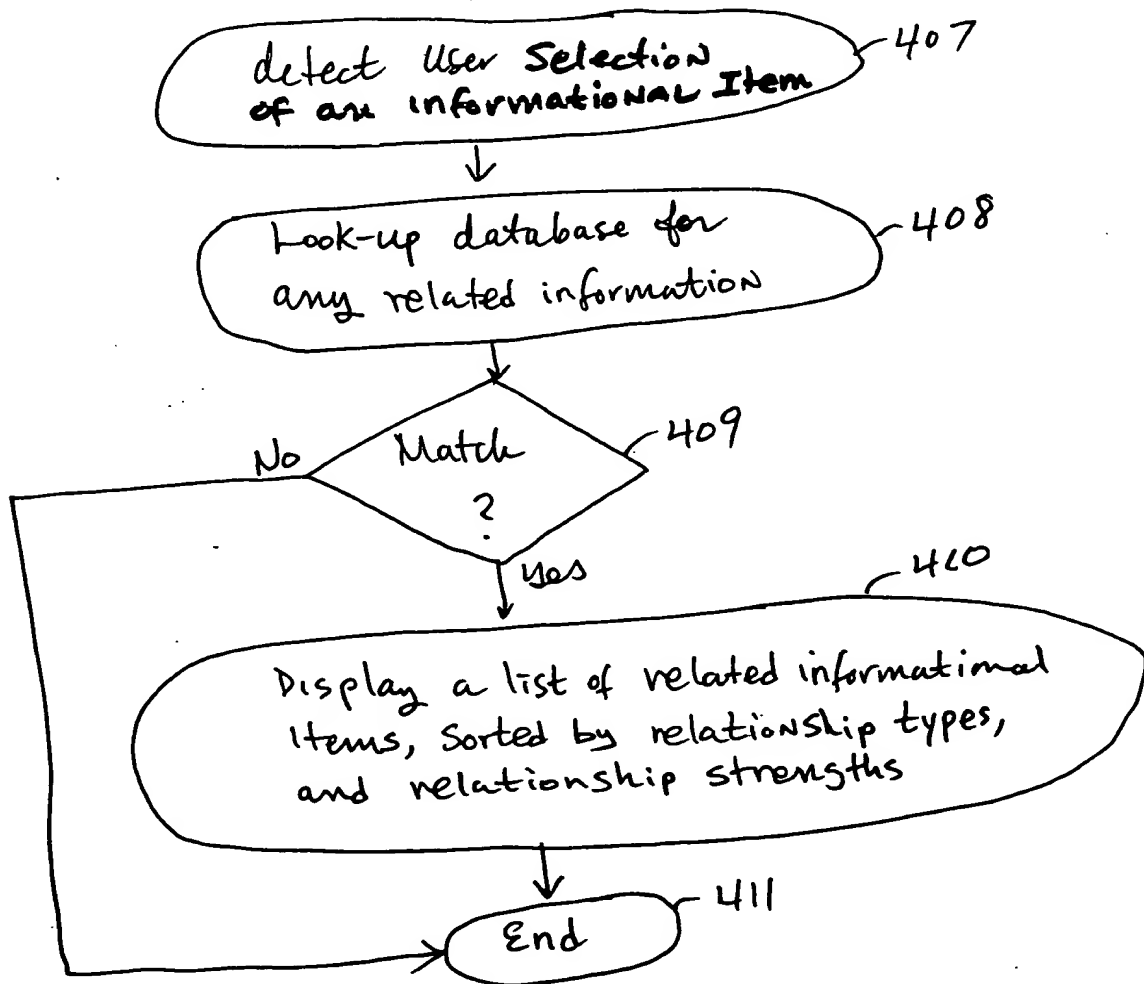 detect User Selection
of an informational Item
407
Look-up database for
any related information
408
Match
?
409
No
Yes
410
Display a list of related informational
Items, Sorted by relationship types,
and relationship strengths
End
411